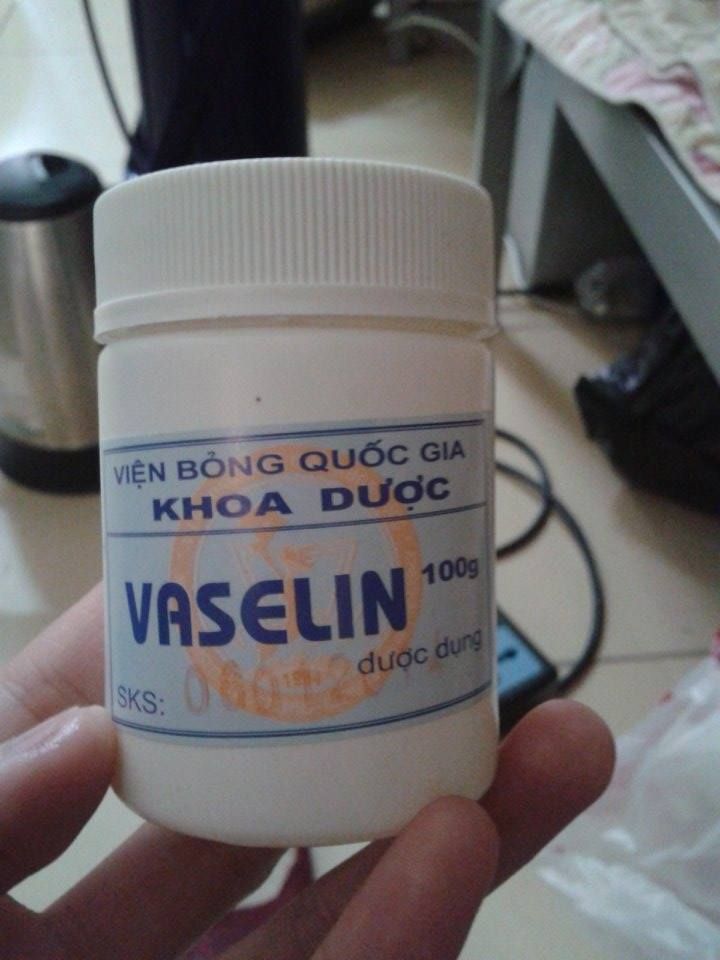 VIỆN BỎNG QUỐC GIA
KHOA DƯỢC
VASELIN 100g
dược dụng
SKS: